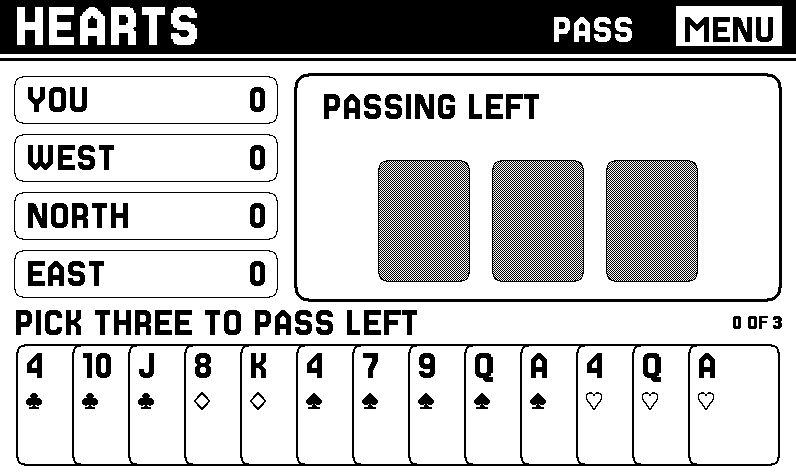 HEARTS
PASS MENU
YOU 0
WEST 0
NORTH 0
EAST 0
PASSING LEFT
PICK THREE TO PASS LEFT
0 OF 3
4 10 J 8 K 4 7 9 Q A 4 Q A
♣ ♣ ♣ ♢ ♢ ♠ ♠ ♠ ♠ ♠ ♡ ♡ ♡